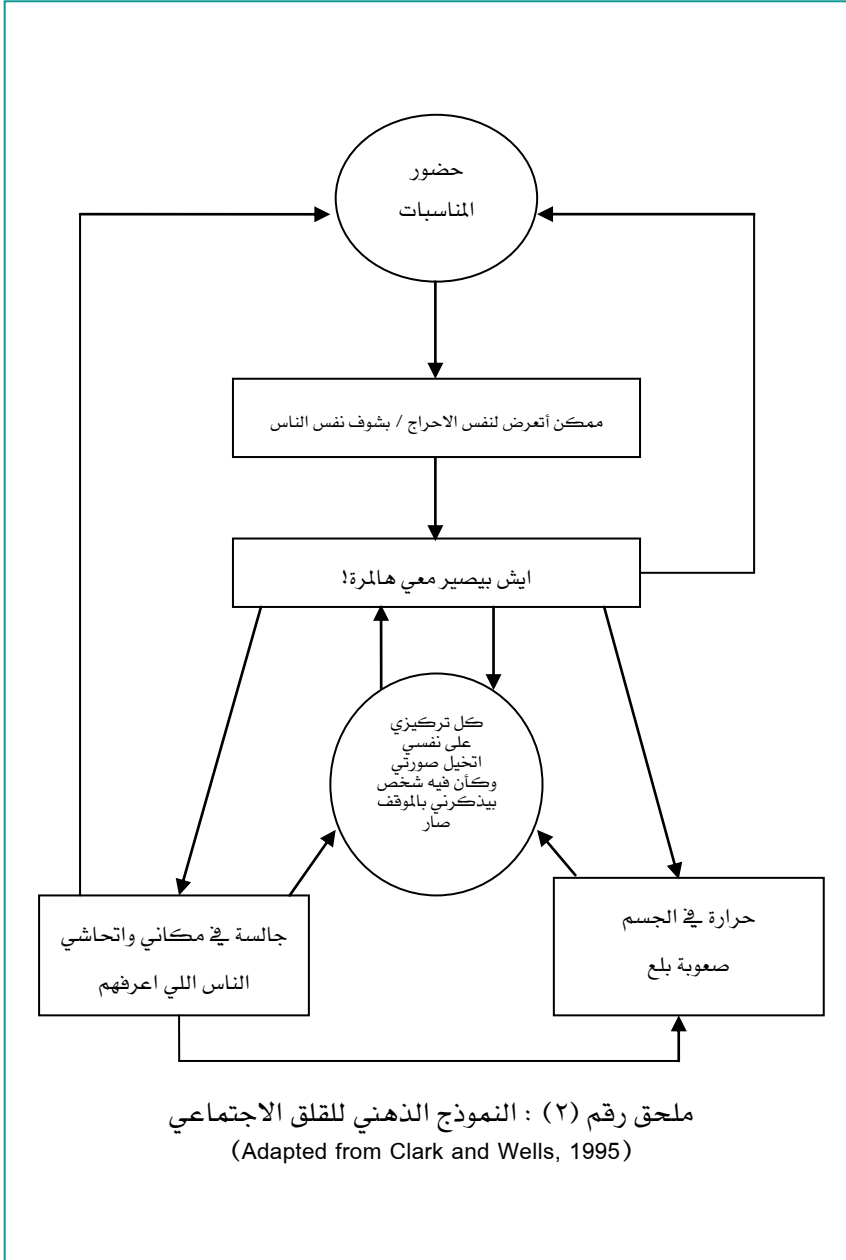 حضور
المناسبات
ممكن أتعرض لنفس الاحراج / بشوف نفس الناس
ايش بيصير معي هالمرة!
كل تركيزي
على نفسي
اتخيل صورتي
وكأن فيه شخص
بيذكرني بالموقف
صار
حرارة في الجسم
صعوبة بلع
جالسة في مكاني واتحاشي
الناس اللي اعرفهم
ملحق رقم (٢) : النموذج الذهني للقلق الاجتماعي
(Adapted from Clark and Wells, 1995)